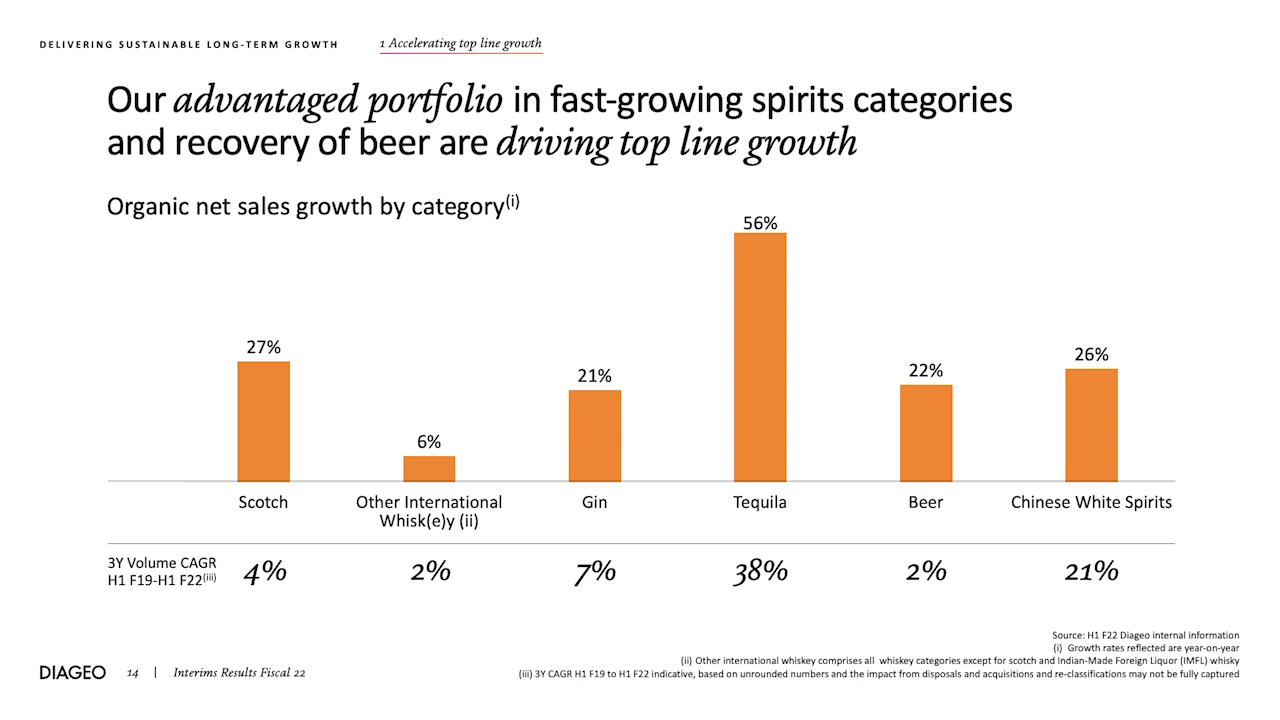 DELIVERING SUSTAINABLE LONG-TERM GROWTH
1 Accelerating top line growth
Our advantaged portfolio in fast-growing spirits categories
and recovery of beer are driving top line growth
Organic net sales growth by category(i)
27%
6%
21%
56%
22%
26%
Scotch
Other International
Whisk(e)y (ii)
Gin
Tequila
Beer
Chinese White Spirits
3Y Volume CAGR
H1 F19-H1 F22(iii)
4%
2%
7%
38%
2%
21%
Source: H1 F22 Diageo internal information
(i) Growth rates reflected are year-on-year
(ii) Other international whiskey comprises all whiskey categories except for scotch and Indian-Made Foreign Liquor (IMFL) whisky
(iii) 3Y CAGR H1 F19 to H1 F22 indicative, based on unrounded numbers and the impact from disposals and acquisitions and re-classifications may not be fully captured
DIAGEO
14 | Interims Results Fiscal 22